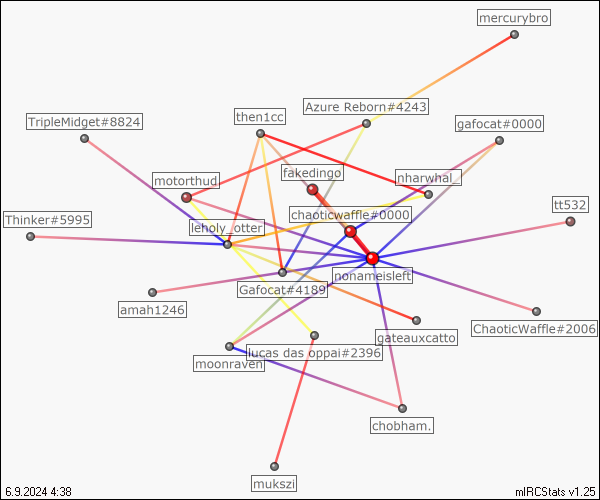 mercurybro
Azure Reborn#4243
then1cc
TripleMidget#8824
gafocat#0000
fakedingo
nharwhal_
motorthud
chaoticwaffle#0000
tt532
Thinker#5995
leholy_otter
nonameisleft
Gafocat#4189
amah1246
ChaoticWaffle#2006
gateauxcatto
lucas das oppai#2396
moonraven
chobham.
mukszi
6.9.2024 4:38
mIRCStats v1.25